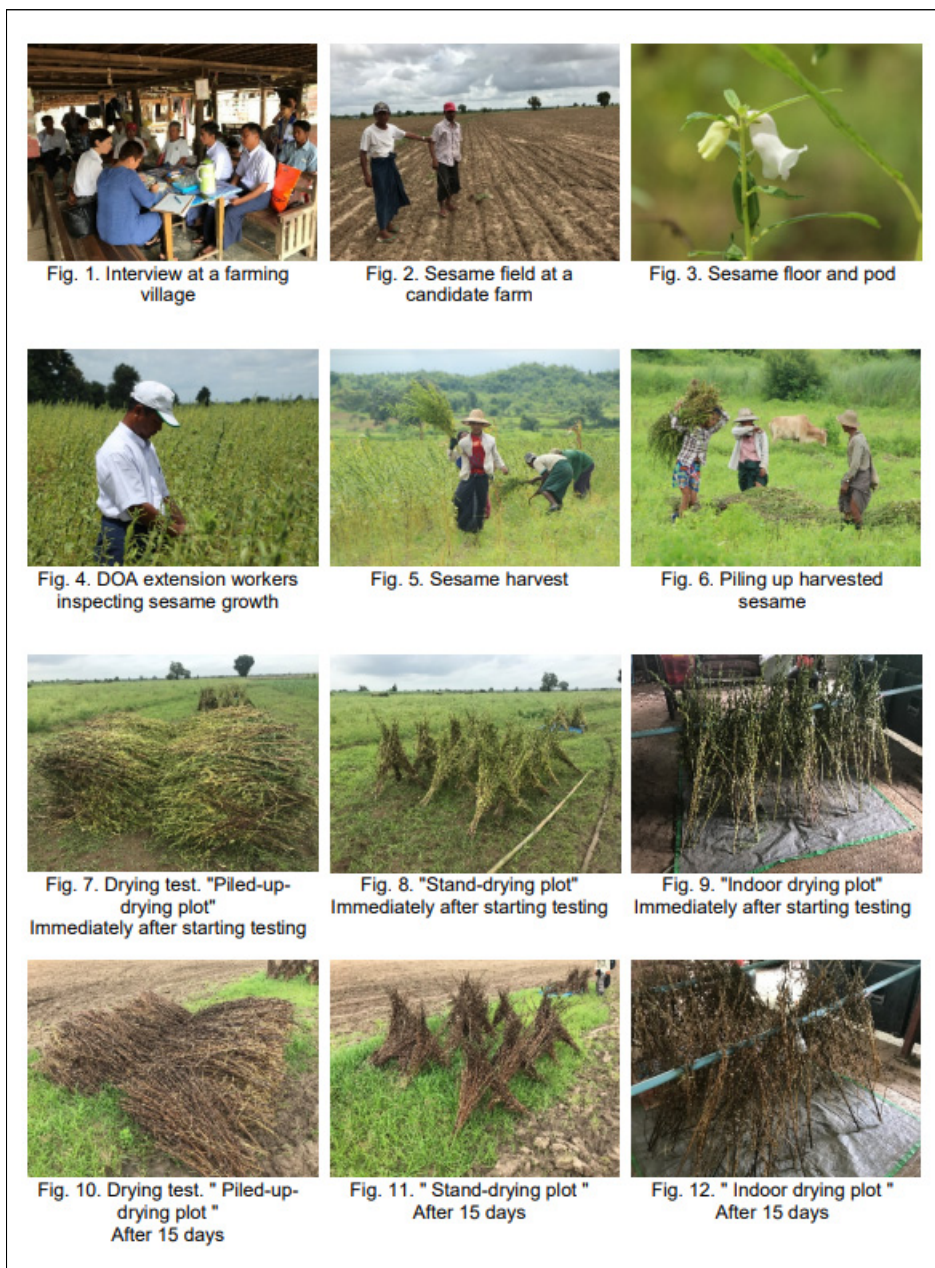 Fig. 1. Interview at a farming
village
Fig. 2. Sesame field at a
candidate farm
Fig. 3. Sesame floor and pod
Fig. 4. DOA extension workers
inspecting sesame growth
Fig. 5. Sesame harvest
Fig. 6. Piling up harvested
sesame
Fig. 7. Drying test. "Piled-up-
drying plot"
Immediately after starting testing
Fig. 8. "Stand-drying plot"
Immediately after starting testing
Fig. 9. "Indoor drying plot"
Immediately after starting testing
Fig. 10. Drying test. " Piled-up-
drying plot "
After 15 days
Fig. 11. " Stand-drying plot "
After 15 days
Fig. 12. " Indoor drying plot "
After 15 days